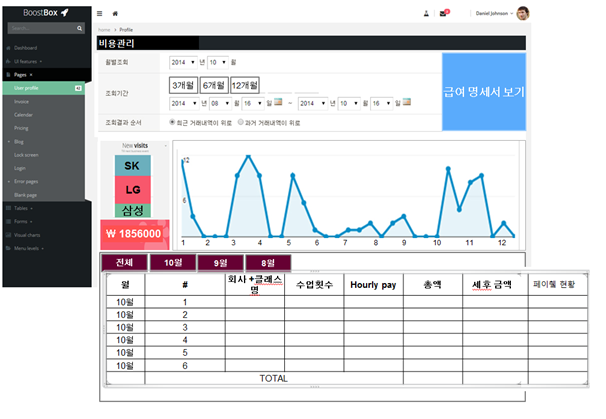 BoostBox
Search...
Dashboard
UI features
Pages
User profile
Invoice
Calendar
Pricing
Blog
Lock screen
Login
Error pages
Blank page
Tables
Forms
Visual charts
Menu levels
Daniel Johnson
home > Profile
비용관리
월별조회 2014 년 10 월
조회기간 3개월 6개월 12개월
2014 년 08 월 16 일 ~ 2014 년 10 월 16 일
조회결과 순서 최근 거래내역이 위로 과거 거래내역이 위로
급여 명세서 보기
New visits
SK
LG
삼성
₩ 1856000
12
6
1 2 3 4 5 6 7 8 9 10 11 12
전체 10월 9월 8월
월 # 회사 +클래스명 수업횟수 Hourly pay 총액 세후 금액 페이췤 현황
10월 1
10월 2
10월 3
10월 4
10월 5
10월 6
TOTAL